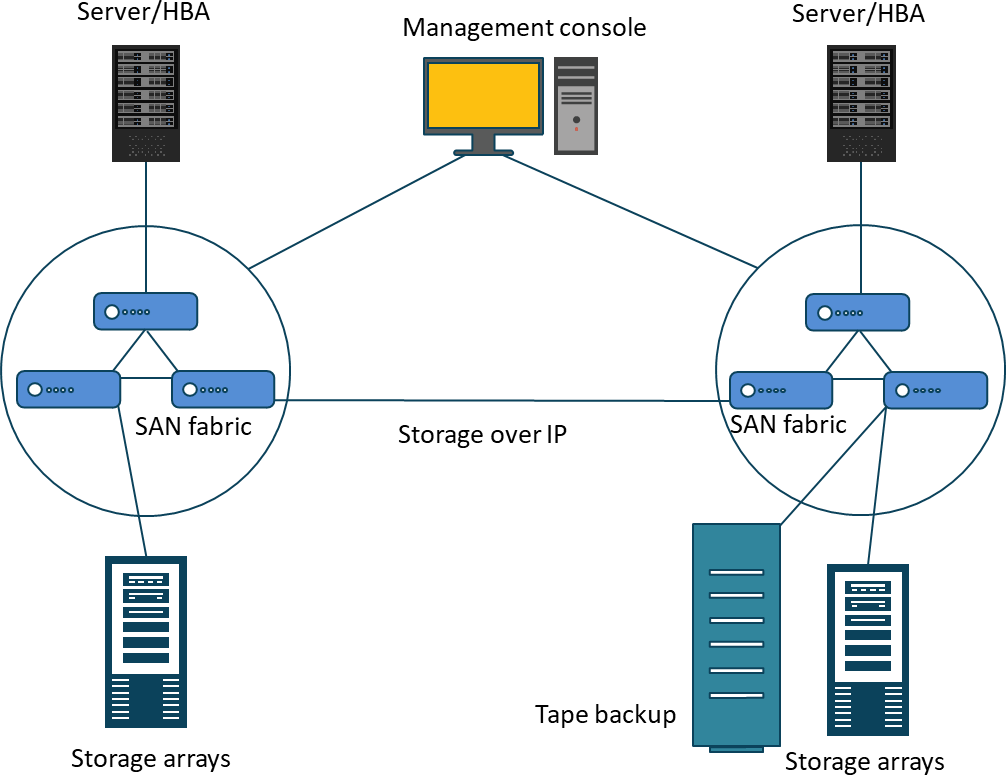 Server/HBA
Management console
Server/HBA
SAN fabric
Storage over IP
SAN fabric
Tape backup
Storage arrays
Storage arrays